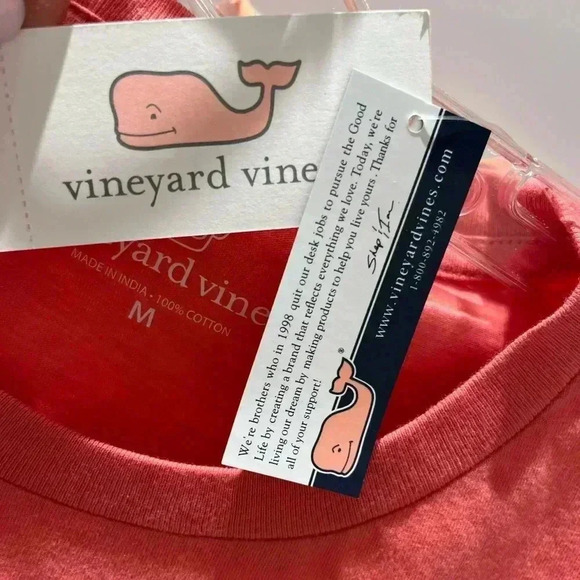 vineyard vines
yard vines
MADE IN INDIA • 100% COTTON
M
We're brothers who in 1998 quit our desk jobs to pursue the Good
Life by creating a brand that reflects everything we love. Today, we're
living our dream by making products to help you live yours. Thanks for
all of your support!
Shep & Ian
®
www.vineyardvines.com
1-800-892-4982